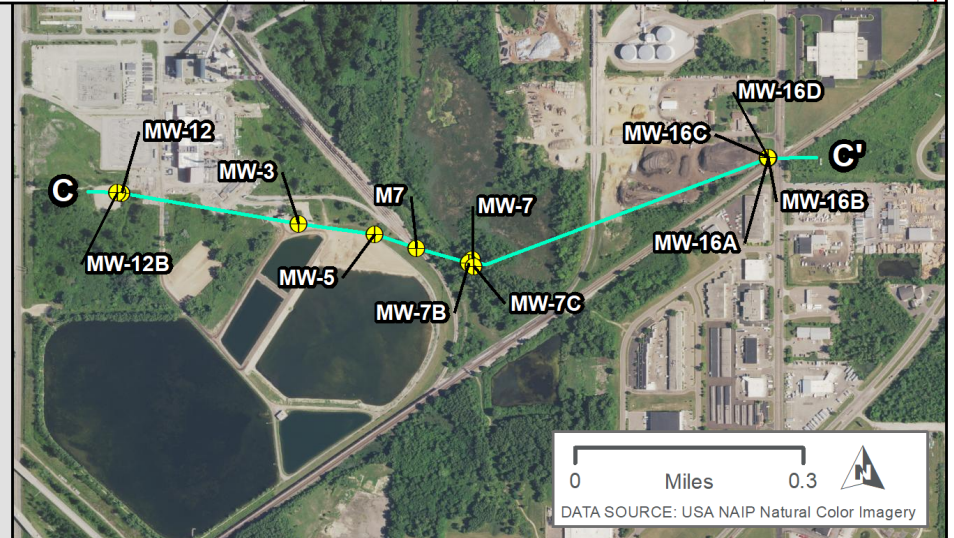 MW-16D
MW-12
MW-16C
C'
MW-3
C
M7
MW-7
MW-16B
MW-16A
MW-12B
MW-5
MW-7B
MW-7C
0 Miles 0.3
N
DATA SOURCE: USA NAIP Natural Color Imagery